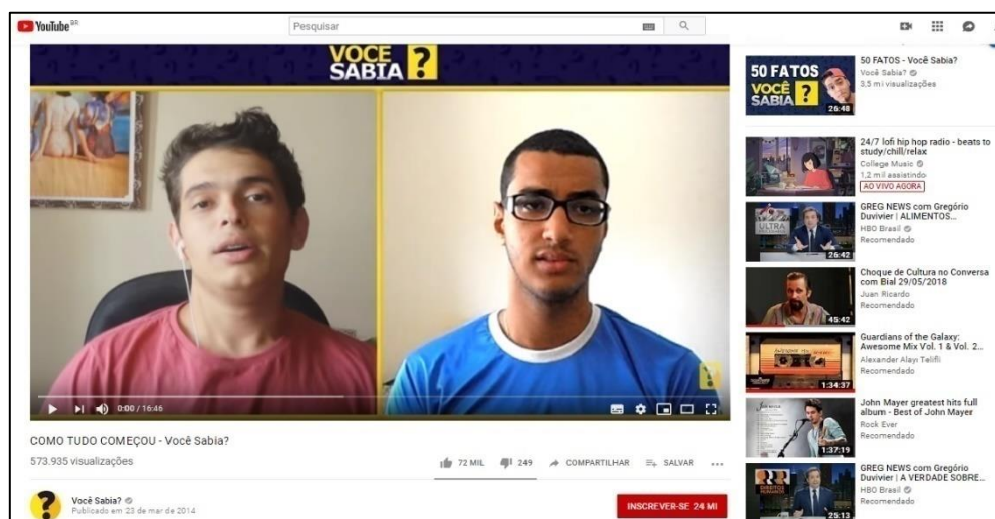 YouTube BR
Pesquisar
VOCÊ
SABIA ?
0:00 / 16:46
COMO TUDO COMEÇOU - Você Sabia?
573.935 visualizações
72 MIL
249
COMPARTILHAR
SALVAR
Você Sabia?
Publicado em 23 de mar de 2014
INSCREVER-SE 24 MI
50 FATOS
VOCÊ
SABIA ?
26:48
50 FATOS - Você Sabia?
Você Sabia?
3,5 mi visualizações
24/7 lofi hip hop radio - beats to
study/chill/relax
College Music
1,2 mil assistindo
AO VIVO AGORA
ULTRA
26:42
GREG NEWS com Gregório
Duvivier | ALIMENTOS...
HBO Brasil
Recomendado
45:42
Choque de Cultura no Conversa
com Bial 29/05/2018
Juan Ricardo
Recomendado
1:34:37
Guardians of the Galaxy:
Awesome Mix Vol. 1 & Vol. 2...
Alexander Alayı Telifli
Recomendado
1:37:19
John Mayer greatest hits full
album - Best of John Mayer
Rock Ever
Recomendado
DIREITOS
HUMANOS
25:13
GREG NEWS com Gregório
Duvivier | A VERDADE SOBRE...
HBO Brasil
Recomendado